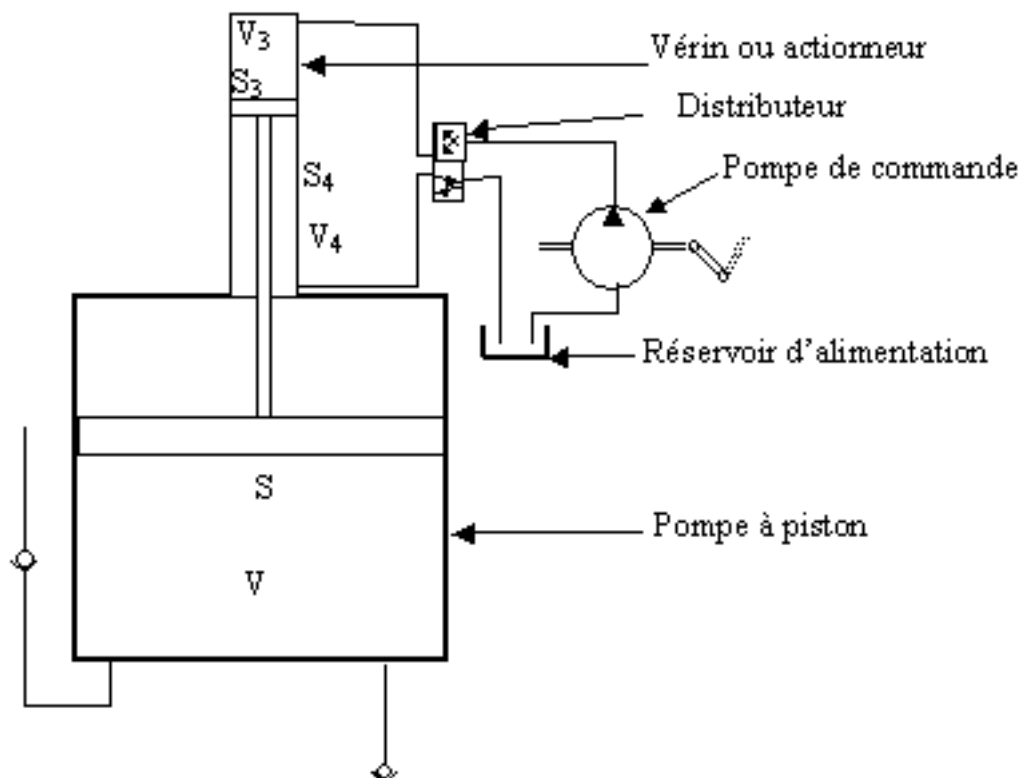 V₃
Vérin ou actionneur
S₃
Distributeur
S₄
Pompe de commande
V₄
Réservoir d'alimentation
S
Pompe à piston
V